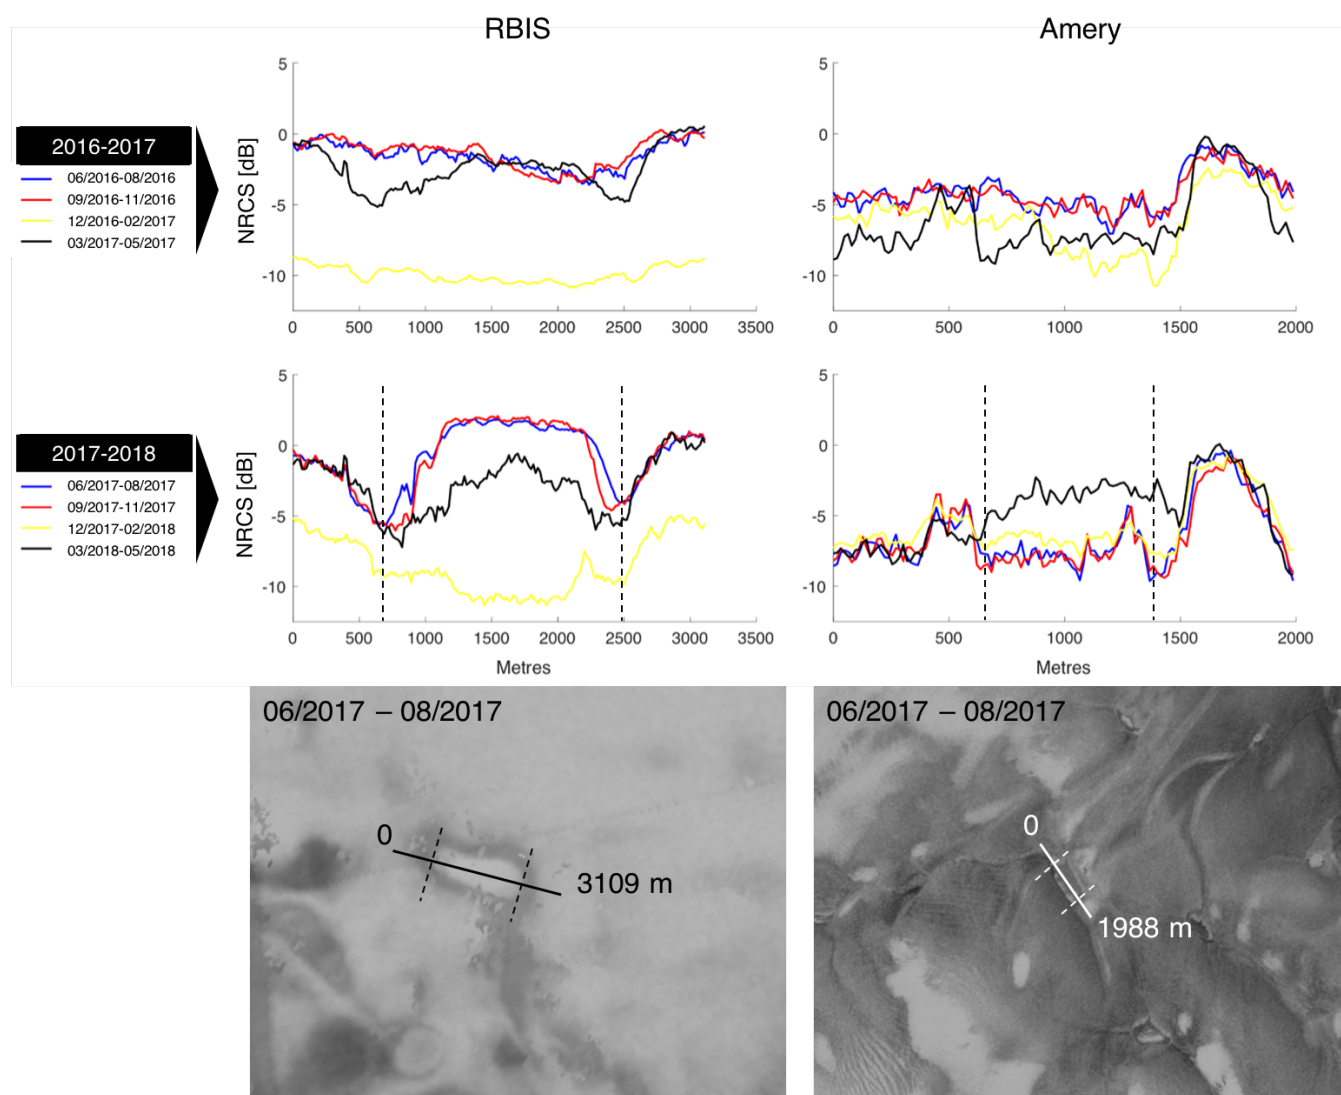 RBIS
Amery
2016-2017
06/2016-08/2016
09/2016-11/2016
12/2016-02/2017
03/2017-05/2017
NRCS [dB]
5
0
-5
-10
0 500 1000 1500 2000 2500 3000 3500
5
0
-5
-10
0 500 1000 1500 2000
2017-2018
06/2017-08/2017
09/2017-11/2017
12/2017-02/2018
03/2018-05/2018
NRCS [dB]
5
0
-5
-10
0 500 1000 1500 2000 2500 3000 3500
Metres
5
0
-5
-10
0 500 1000 1500 2000
Metres
06/2017 – 08/2017
0
3109 m
06/2017 – 08/2017
0
1988 m